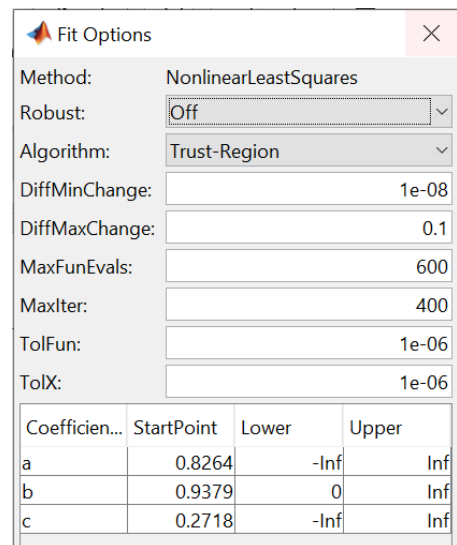 Fit Options
Method: NonlinearLeastSquares
Robust: Off
Algorithm: Trust-Region
DiffMinChange: 1e-08
DiffMaxChange: 0.1
MaxFunEvals: 600
MaxIter: 400
TolFun: 1e-06
TolX: 1e-06
Coefficien... StartPoint Lower Upper
a 0.8264 -Inf Inf
b 0.9379 0 Inf
c 0.2718 -Inf Inf